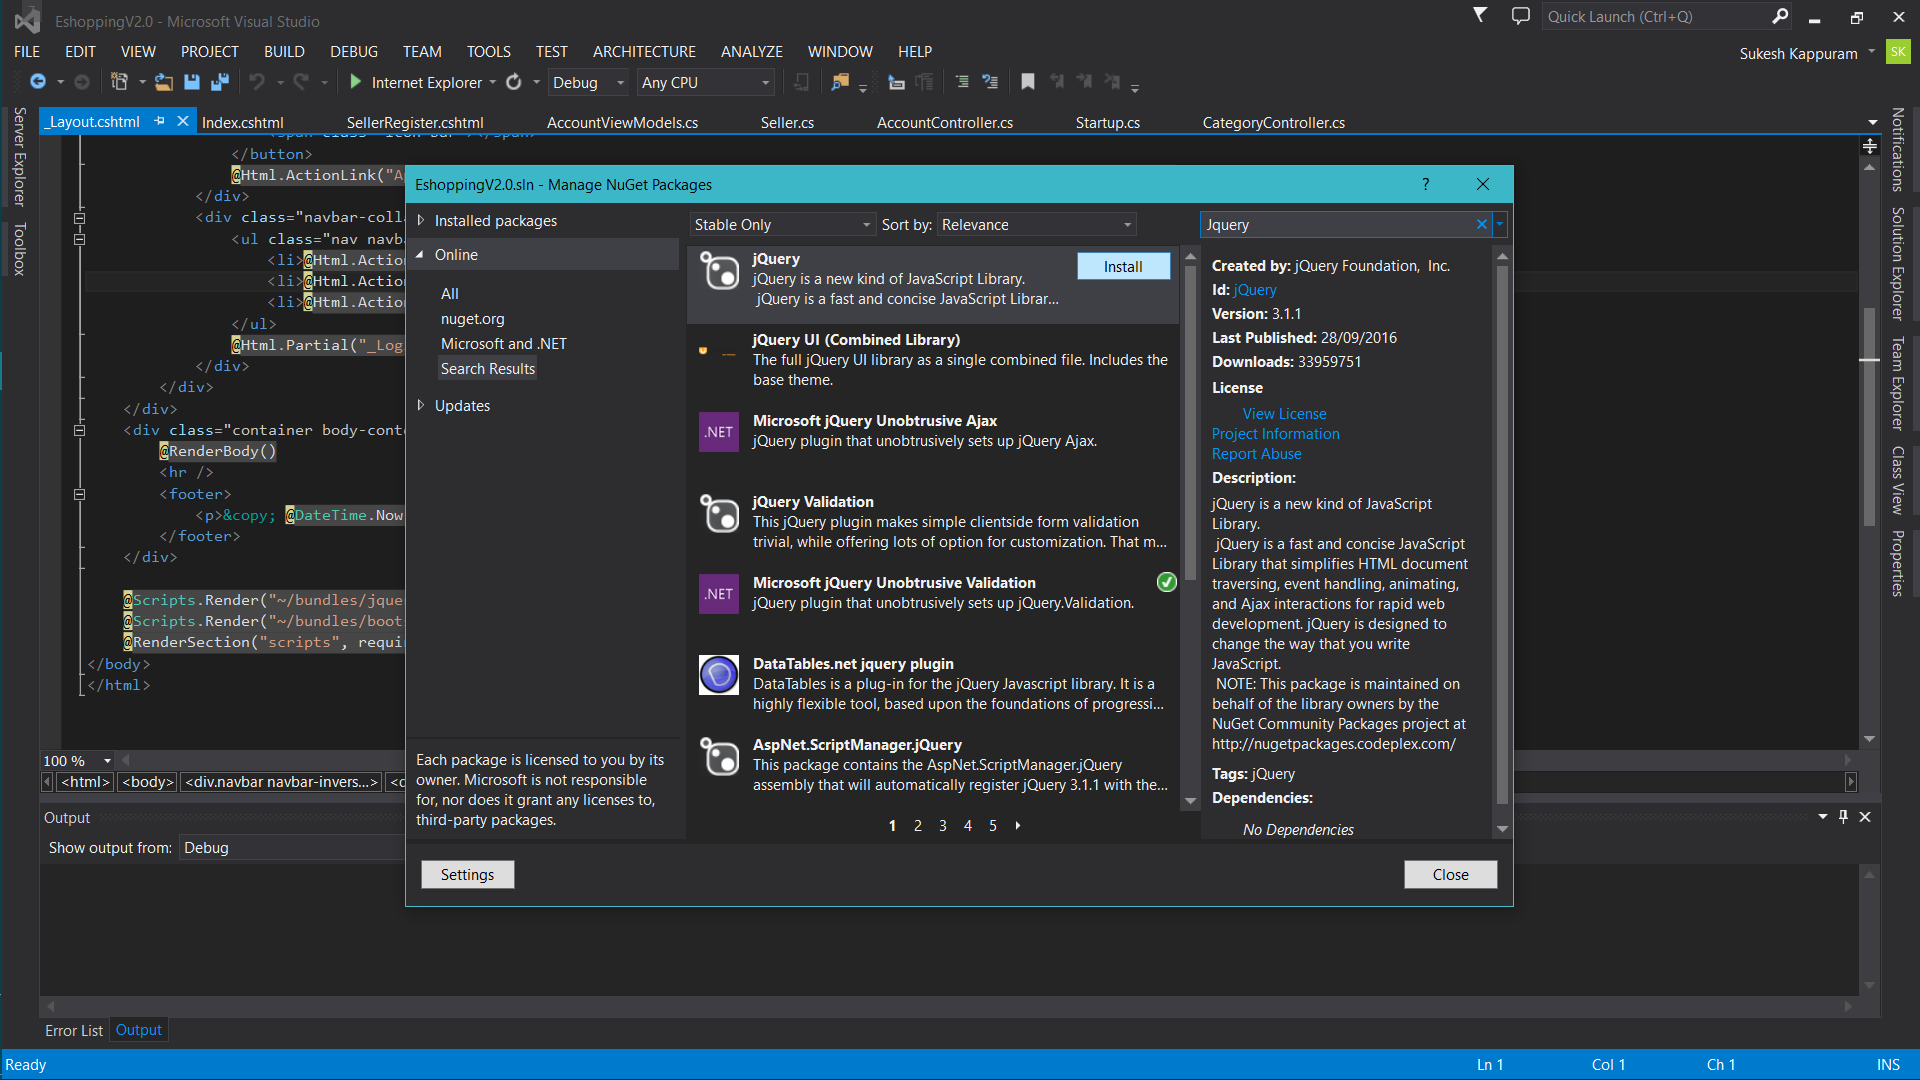 EshoppingV2.0 - Microsoft Visual Studio
Quick Launch (Ctrl+Q)
FILE EDIT VIEW PROJECT BUILD DEBUG TEAM TOOLS TEST ARCHITECTURE ANALYZE WINDOW HELP
Sukesh Kappuram SK
Internet Explorer Debug Any CPU
Server Explorer
Toolbox
_Layout.cshtml Index.cshtml SellerRegister.cshtml AccountViewModels.cs Seller.cs AccountController.cs Startup.cs CategoryController.cs
</button>
@Html.ActionLink("A
</div>
<div class="navbar-coll
<ul class="nav navba
<li>@Html.Action
<li>@Html.Action
<li>@Html.Action
</ul>
@Html.Partial("_Log
</div>
</div>
</div>
<div class="container body-conte
@RenderBody()
<hr />
<footer>
<p>&copy; @DateTime.Now
</footer>
</div>
@Scripts.Render("~/bundles/jque
@Scripts.Render("~/bundles/boot
@RenderSection("scripts", requi
</body>
</html>
100 %
<html> <body> <div.navbar navbar-invers...>
EshoppingV2.0.sln - Manage NuGet Packages
?
Installed packages
Online
All
nuget.org
Microsoft and .NET
Search Results
Updates
Each package is licensed to you by its
owner. Microsoft is not responsible
for, nor does it grant any licenses to,
third-party packages.
Stable Only Sort by: Relevance
Jquery
jQuery
jQuery is a new kind of JavaScript Library.
jQuery is a fast and concise JavaScript Librar...
Install
jQuery UI (Combined Library)
The full jQuery UI library as a single combined file. Includes the
base theme.
.NET
Microsoft jQuery Unobtrusive Ajax
jQuery plugin that unobtrusively sets up jQuery Ajax.
jQuery Validation
This jQuery plugin makes simple clientside form validation
trivial, while offering lots of option for customization. That m...
.NET
Microsoft jQuery Unobtrusive Validation
jQuery plugin that unobtrusively sets up jQuery.Validation.
DataTables.net jquery plugin
DataTables is a plug-in for the jQuery Javascript library. It is a
highly flexible tool, based upon the foundations of progressi...
AspNet.ScriptManager.jQuery
This package contains the AspNet.ScriptManager.jQuery
assembly that will automatically register jQuery 3.1.1 with the...
1 2 3 4 5
Created by: jQuery Foundation, Inc.
Id: jQuery
Version: 3.1.1
Last Published: 28/09/2016
Downloads: 33959751
License
View License
Project Information
Report Abuse
Description:
jQuery is a new kind of JavaScript
Library.
jQuery is a fast and concise JavaScript
Library that simplifies HTML document
traversing, event handling, animating,
and Ajax interactions for rapid web
development. jQuery is designed to
change the way that you write
JavaScript.
NOTE: This package is maintained on
behalf of the library owners by the
NuGet Community Packages project at
http://nugetpackages.codeplex.com/
Tags: jQuery
Dependencies:
No Dependencies
Settings
Close
Notifications
Solution Explorer
Team Explorer
Class View
Properties
Output
Show output from: Debug
Error List Output
Ready Ln 1 Col 1 Ch 1 INS